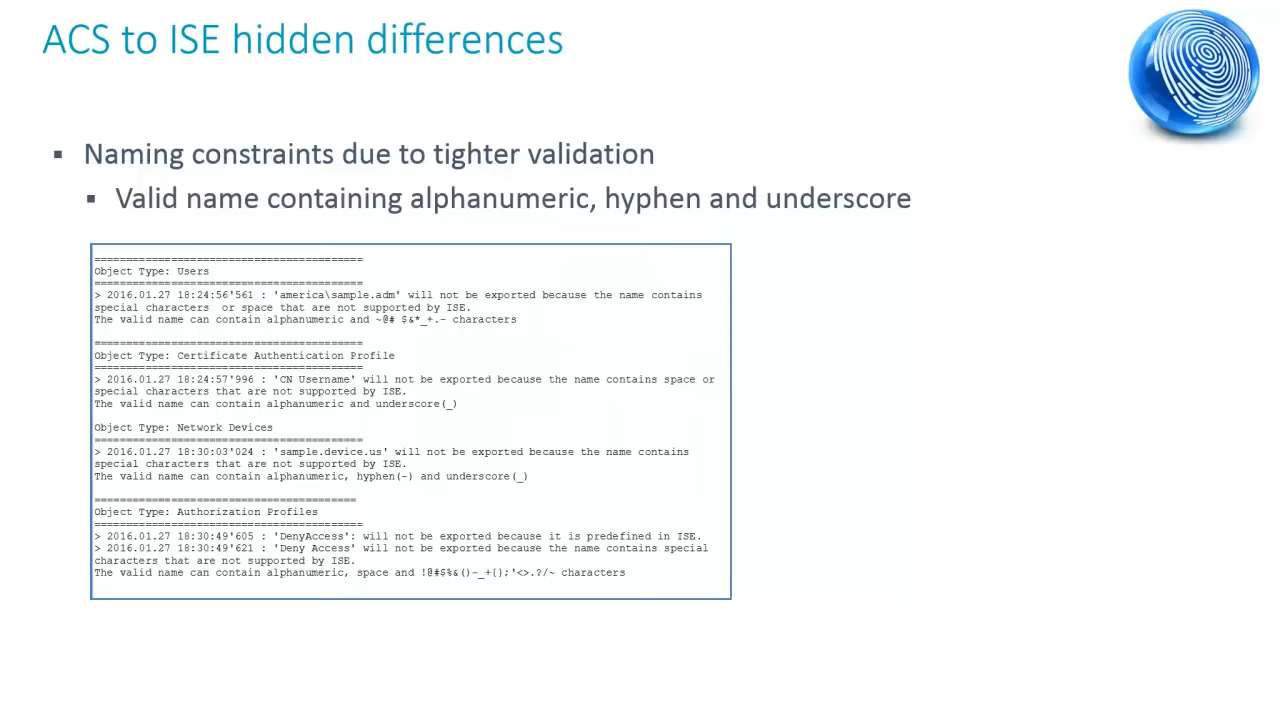 ACS to ISE hidden differences
▪ Naming constraints due to tighter validation
▪ Valid name containing alphanumeric, hyphen and underscore
==========================================
Object Type: Users
==========================================
> 2016.01.27 18:24:56'561 : 'america\sample.adm' will not be exported because the name contains
special characters  or space that are not supported by ISE.
The valid name can contain alphanumeric and ~@# $&*_+.- characters
==========================================
Object Type: Certificate Authentication Profile
==========================================
> 2016.01.27 18:24:57'996 : 'CN Username' will not be exported because the name contains space or
special characters that are not supported by ISE.
The valid name can contain alphanumeric and underscore(_)
Object Type: Network Devices
==========================================
> 2016.01.27 18:30:03'024 : 'sample.device.us' will not be exported because the name contains
special characters that are not supported by ISE.
The valid name can contain alphanumeric, hyphen(-) and underscore(_)
=========================================
Object Type: Authorization Profiles
==========================================
> 2016.01.27 18:30:49'605 : 'DenyAccess': will not be exported because it is predefined in ISE.
> 2016.01.27 18:30:49'621 : 'Deny Access' will not be exported because the name contains special
characters that are not supported by ISE.
The valid name can contain alphanumeric, space and !@#$%&()-_+{};'<>.?/~ characters